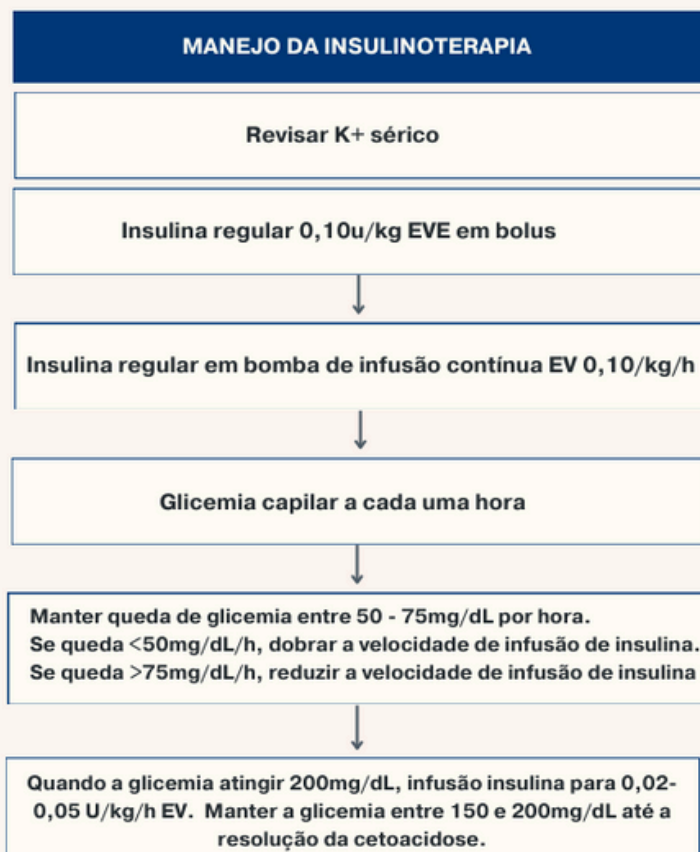 MANEJO DA INSULINOTERAPIA
Revisar K+ sérico
Insulina regular 0,10u/kg EVE em bolus
Insulina regular em bomba de infusão contínua EV 0,10/kg/h
Glicemia capilar a cada uma hora
Manter queda de glicemia entre 50 - 75mg/dL por hora.
Se queda <50mg/dL/h, dobrar a velocidade de infusão de insulina.
Se queda >75mg/dL/h, reduzir a velocidade de infusão de insulina
Quando a glicemia atingir 200mg/dL, infusão insulina para 0,02-
0,05 U/kg/h EV. Manter a glicemia entre 150 e 200mg/dL até a
resolução da cetoacidose.